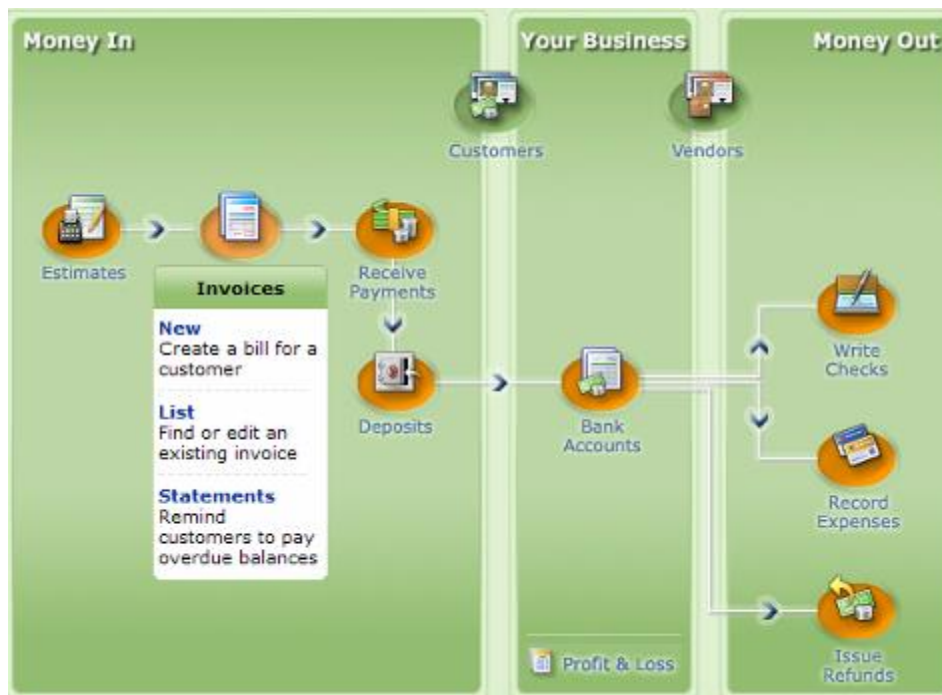 Money In
Your Business
Money Out
Customers
Vendors
Estimates
Invoices
New
Create a bill for a
customer
List
Find or edit an
existing invoice
Statements
Remind
customers to pay
overdue balances
Receive
Payments
Deposits
Bank
Accounts
Write
Checks
Record
Expenses
Issue
Refunds
Profit & Loss